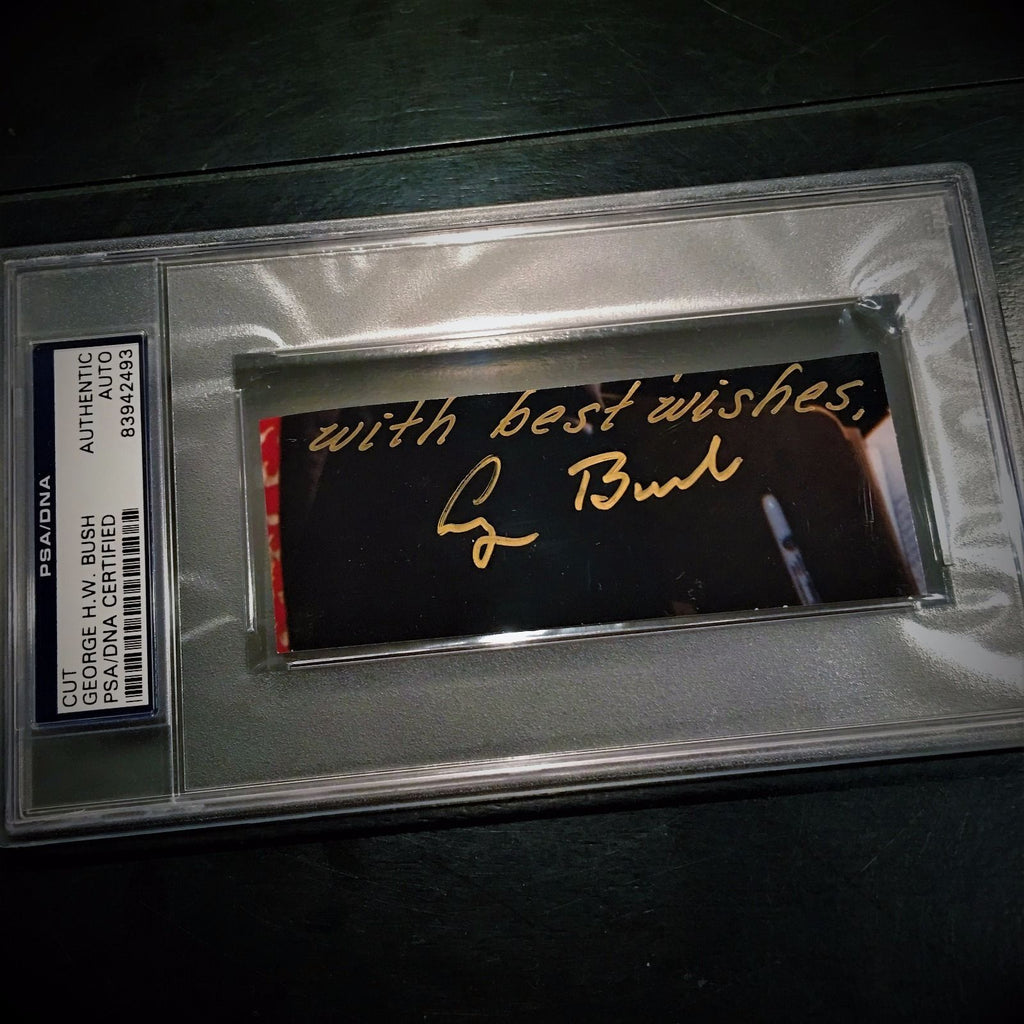 PSA/DNA
CUT
GEORGE H.W. BUSH
PSA/DNA CERTIFIED
AUTHENTIC
AUTO
83942493
with best wishes,
G Bush